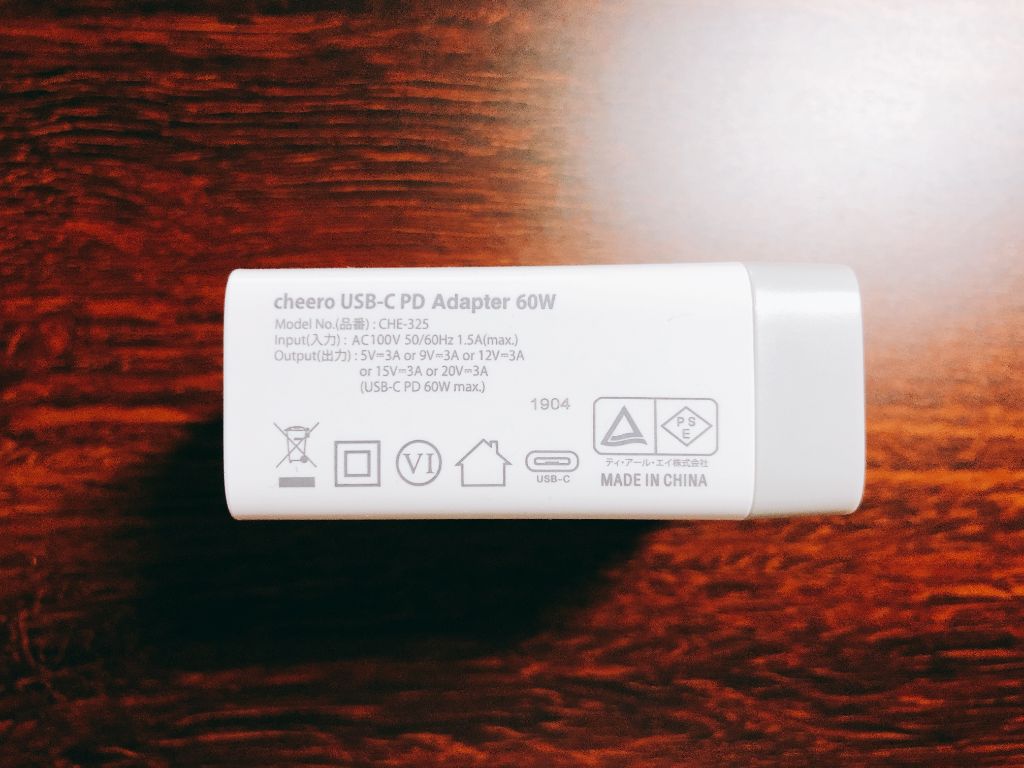 cheero USB-C PD Adapter 60W
Model No.(品番) : CHE-325
Input(入力) : AC100V 50/60Hz 1.5A(max.)
Output(出力) : 5V=3A or 9V=3A or 12V=3A
or 15V=3A or 20V=3A
(USB-C PD 60W max.)
1904
VI
USB-C
PS
E
ティ・アール・エイ株式会社
MADE IN CHINA